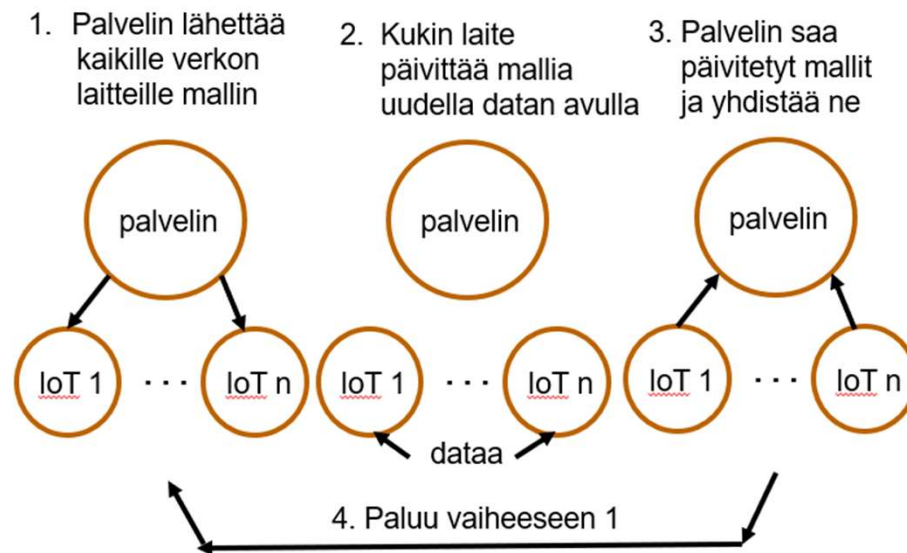 1. Palvelin lähettää
kaikille verkon
laitteille mallin
2. Kukin laite
päivittää mallia
uudella datan avulla
3. Palvelin saa
päivitetyt mallit
ja yhdistää ne
palvelin
palvelin
palvelin
IoT 1 ... IoT n
IoT 1 ... IoT n
IoT 1 ... IoT n
dataa
4. Paluu vaiheeseen 1